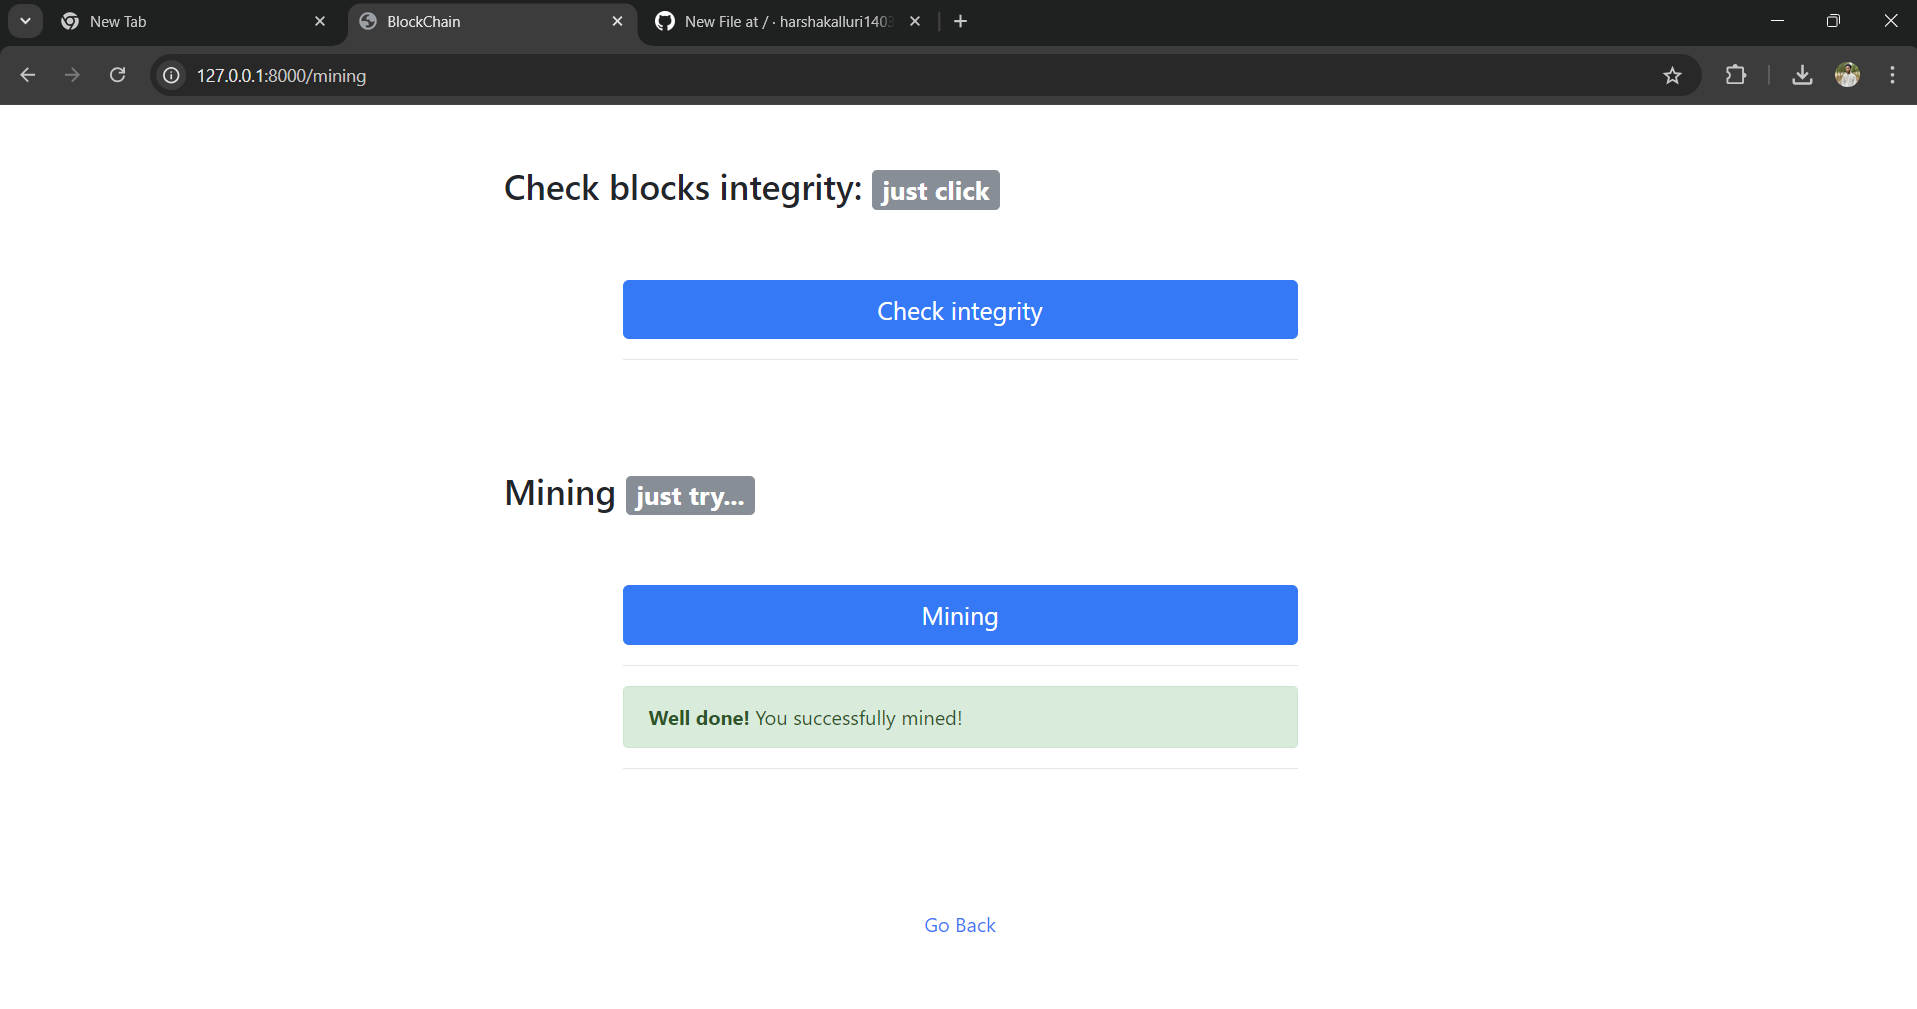 New Tab
BlockChain
New File at / · harshakalluri1403
127.0.0.1:8000/mining
Check blocks integrity: just click
Check integrity
Mining just try...
Mining
Well done! You successfully mined!
Go Back